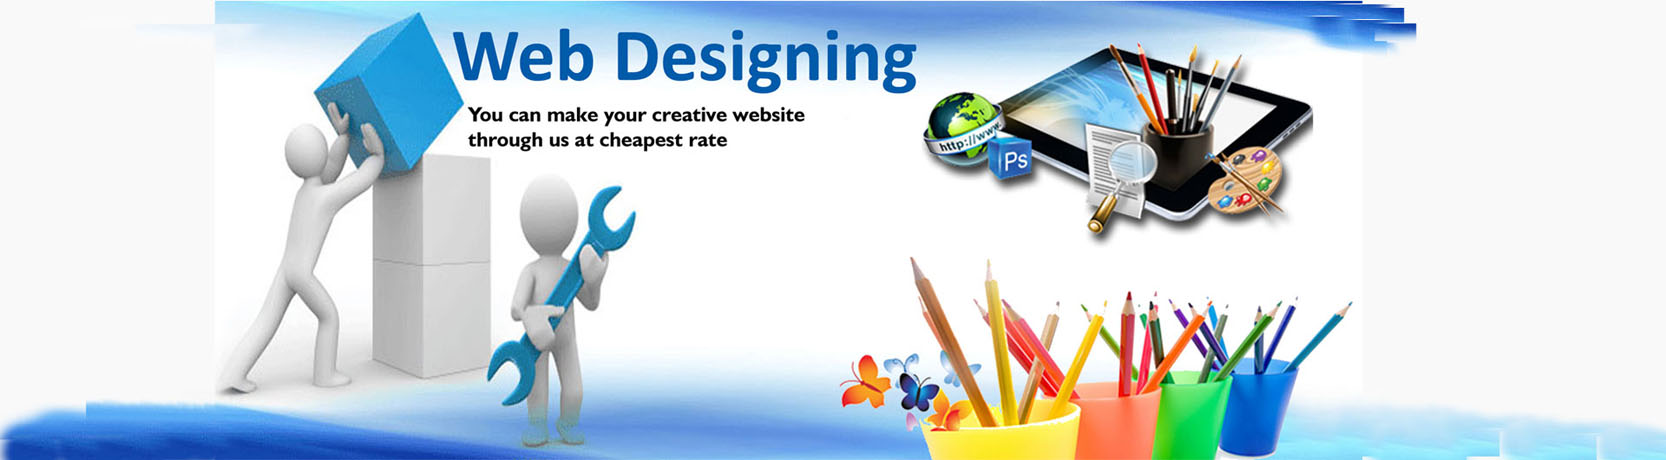 Web Designing
You can make your creative website
through us at cheapest rate
http://www.
Ps